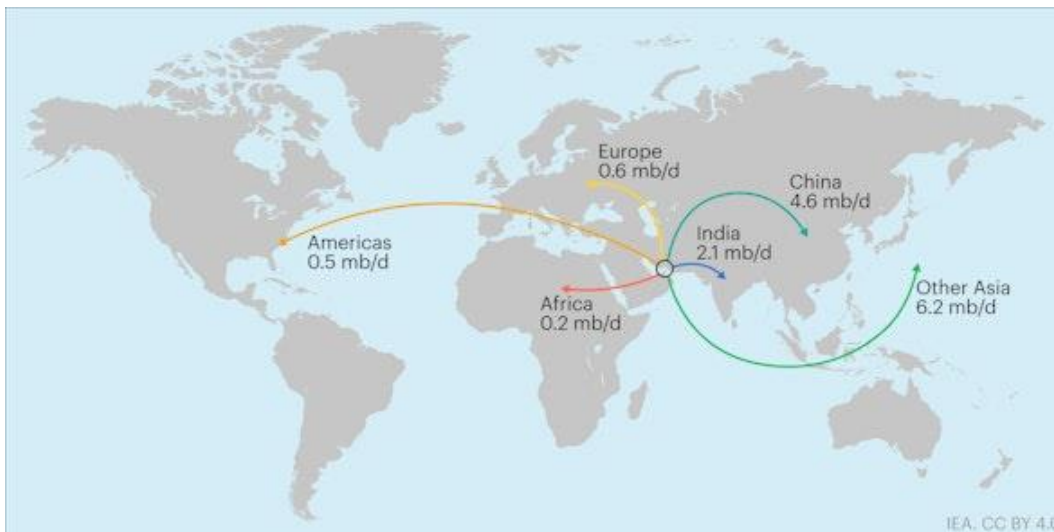 Europe
0.6 mb/d
China
4.6 mb/d
India
2.1 mb/d
Americas
0.5 mb/d
Africa
0.2 mb/d
Other Asia
6.2 mb/d
IEA. CC BY 4.